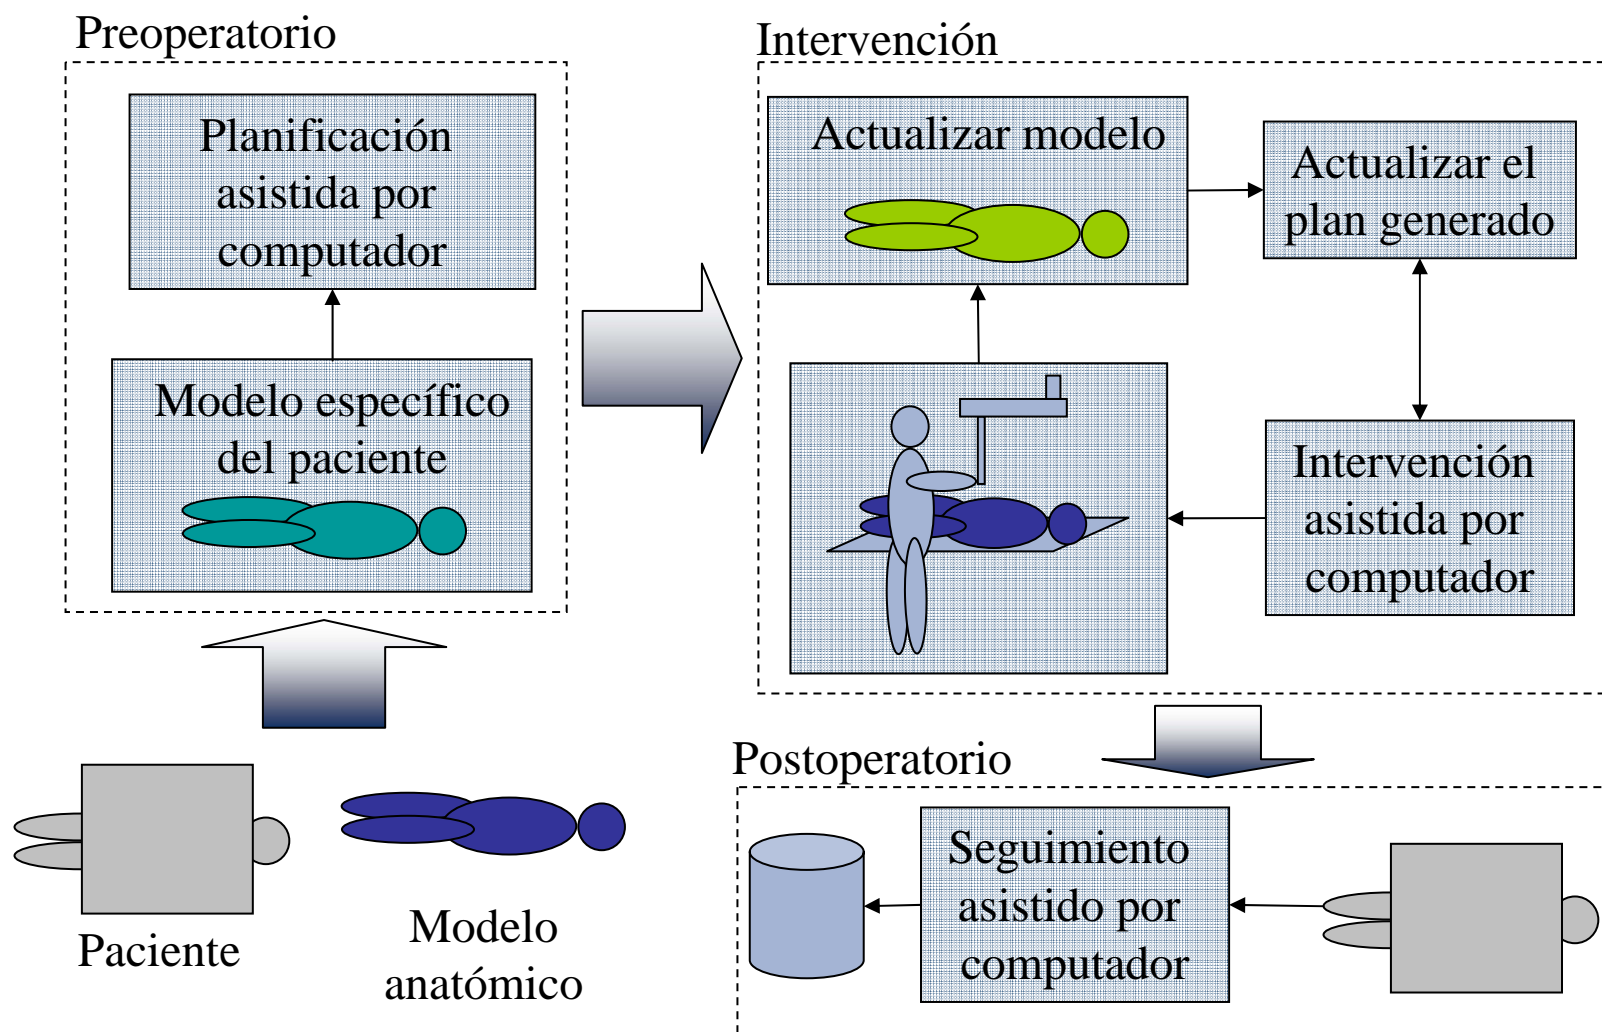 Preoperatorio
Planificación
asistida por
computador
Modelo específico
del paciente
Paciente
Modelo
anatómico
Intervención
Actualizar modelo
Actualizar el
plan generado
Intervención
asistida por
computador
Postoperatorio
Seguimiento
asistido por
computador